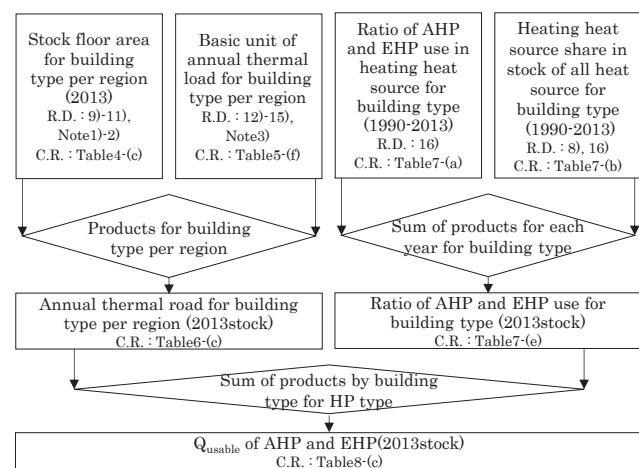 Stock floor area
for building
type per region
(2013)
R.D. : 9)-11),
Note1)-2)
C.R. : Table4-(c)
Basic unit of
annual thermal
load for building
type per region
R.D. : 12)-15),
Note3)
C.R. : Table5-(f)
Ratio of AHP
and EHP use in
heating heat
source for
building type
(1990-2013)
R.D. : 16)
C.R. : Table7-(a)
Heating heat
source share in
stock of all heat
source for
building type
(1990-2013)
R.D. : 8), 16)
C.R. : Table7-(b)
Products for building
type per region
Sum of products for each
year for building type
Annual thermal road for building
type per region (2013stock)
C.R. : Table6-(c)
Ratio of AHP and EHP use for
building type (2013stock)
C.R. : Table7-(e)
Sum of products by building
type for HP type
Qusable of AHP and EHP(2013stock)
C.R. : Table8-(c)